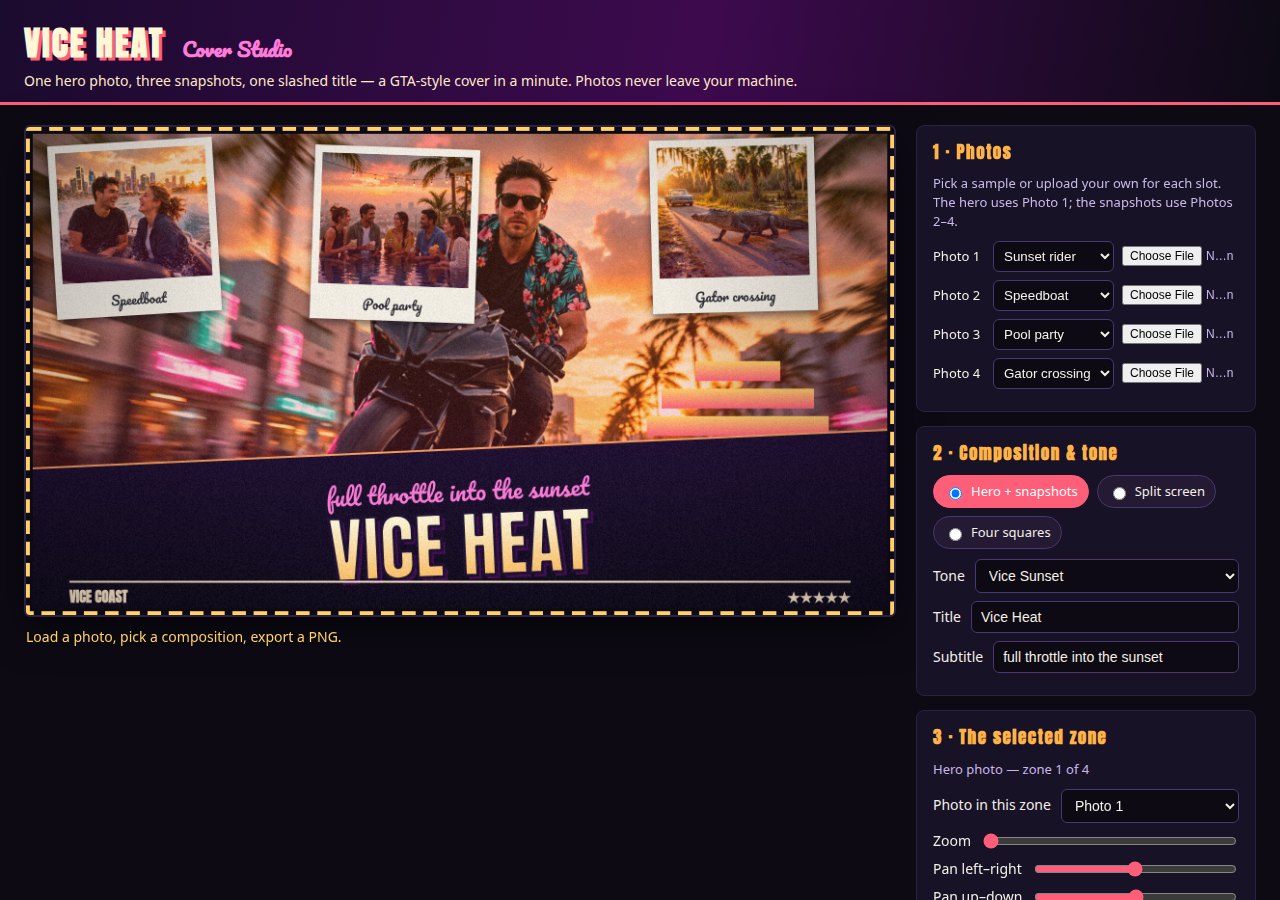 VICE HEAT Cover Studio
One hero photo, three snapshots, one slashed title — a GTA-style cover in a minute. Photos never leave your machine.
Speedboat
Pool party
Gator crossing
full throttle into the sunset
VICE HEAT
VICE COAST
★★★★★
Load a photo, pick a composition, export a PNG.
1 · Photos
Pick a sample or upload your own for each slot.
The hero uses Photo 1; the snapshots use Photos
2–4.
Photo 1 Sunset rider Choose File N...n
Photo 2 Speedboat Choose File N...n
Photo 3 Pool party Choose File N...n
Photo 4 Gator crossing Choose File N...n
2 · Composition & tone
Hero + snapshots Split screen
Four squares
Tone Vice Sunset
Title Vice Heat
Subtitle full throttle into the sunset
3 · The selected zone
Hero photo — zone 1 of 4
Photo in this zone Photo 1
Zoom
Pan left–right
Pan up–down